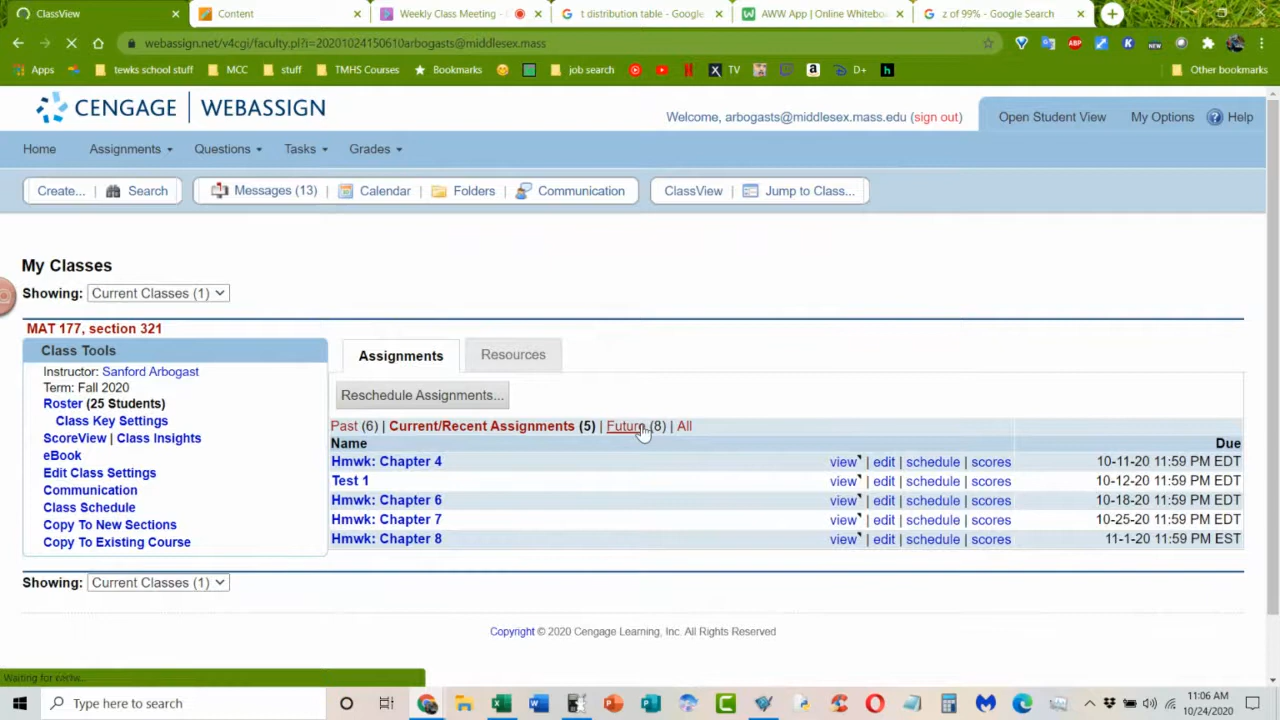 ClassView
Content
Weekly Class Meeting -
t distribution table - Google
AWW App | Online Whitebo
z of 99% - Google Search
webassign.net/v4cgi/faculty.pl?i=20201024150610arbogasts@middlesex.mass
Apps
tewks school stuff
MCC
stuff
TMHS Courses
Bookmarks
job search
TV
D+
Other bookmarks
CENGAGE | WEBASSIGN
Welcome, arbogasts@middlesex.mass.edu (sign out)
Open Student View
My Options
Help
Home
Assignments
Questions
Tasks
Grades
Create... | Search
Messages (13) | Calendar | Folders | Communication
ClassView | Jump to Class...
My Classes
Showing: Current Classes (1)
MAT 177, section 321
Class Tools
Instructor: Sanford Arbogast
Term: Fall 2020
Roster (25 Students)
Class Key Settings
ScoreView | Class Insights
eBook
Edit Class Settings
Communication
Class Schedule
Copy To New Sections
Copy To Existing Course
Assignments
Resources
Reschedule Assignments...
Past (6) | Current/Recent Assignments (5) | Future (8) | All
Name Due
Hmwk: Chapter 4 view | edit | schedule | scores 10-11-20 11:59 PM EDT
Test 1 view | edit | schedule | scores 10-12-20 11:59 PM EDT
Hmwk: Chapter 6 view | edit | schedule | scores 10-18-20 11:59 PM EDT
Hmwk: Chapter 7 view | edit | schedule | scores 10-25-20 11:59 PM EDT
Hmwk: Chapter 8 view | edit | schedule | scores 11-1-20 11:59 PM EST
Showing: Current Classes (1)
Copyright © 2020 Cengage Learning, Inc. All Rights Reserved
Waiting for
Type here to search
11:06 AM
10/24/2020